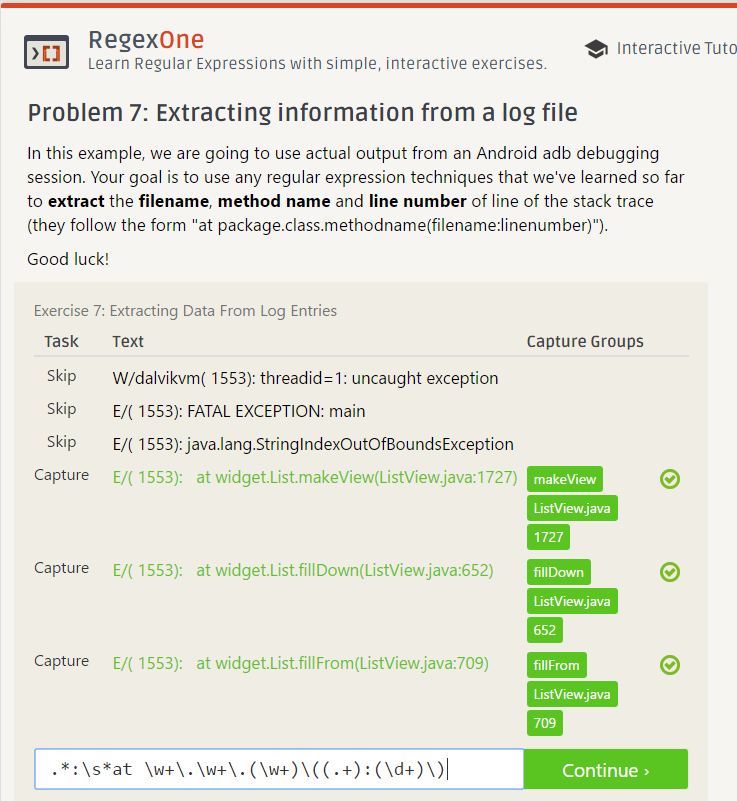 RegexOne
Learn Regular Expressions with simple, interactive exercises.
Interactive Tuto
Problem 7: Extracting information from a log file
In this example, we are going to use actual output from an Android adb debugging
session. Your goal is to use any regular expression techniques that we've learned so far
to extract the filename, method name and line number of line of the stack trace
(they follow the form "at package.class.methodname(filename:linenumber)").
Good luck!
Exercise 7: Extracting Data From Log Entries
Task Text Capture Groups
Skip W/dalvikvm( 1553): threadid=1: uncaught exception
Skip E/( 1553): FATAL EXCEPTION: main
Skip E/( 1553): java.lang.StringIndexOutOfBoundsException
Capture E/( 1553):   at widget.List.makeView(ListView.java:1727) makeView
ListView.java
1727
Capture E/( 1553):   at widget.List.fillDown(ListView.java:652) fillDown
ListView.java
652
Capture E/( 1553):   at widget.List.fillFrom(ListView.java:709) fillFrom
ListView.java
709
.*:\s*at \w+\.\w+\.(\w+)\((.+):(\d+)\) Continue ›